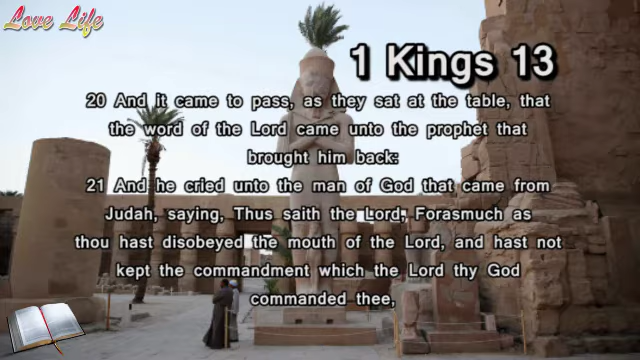 Love Life
1 Kings 13
20 And it came to pass, as they sat at the table, that
the word of the Lord came unto the prophet that
brought him back:
21 And he cried unto the man of God that came from
Judah, saying, Thus saith the Lord, Forasmuch as
thou hast disobeyed the mouth of the Lord, and hast not
kept the commandment which the Lord thy God
commanded thee,